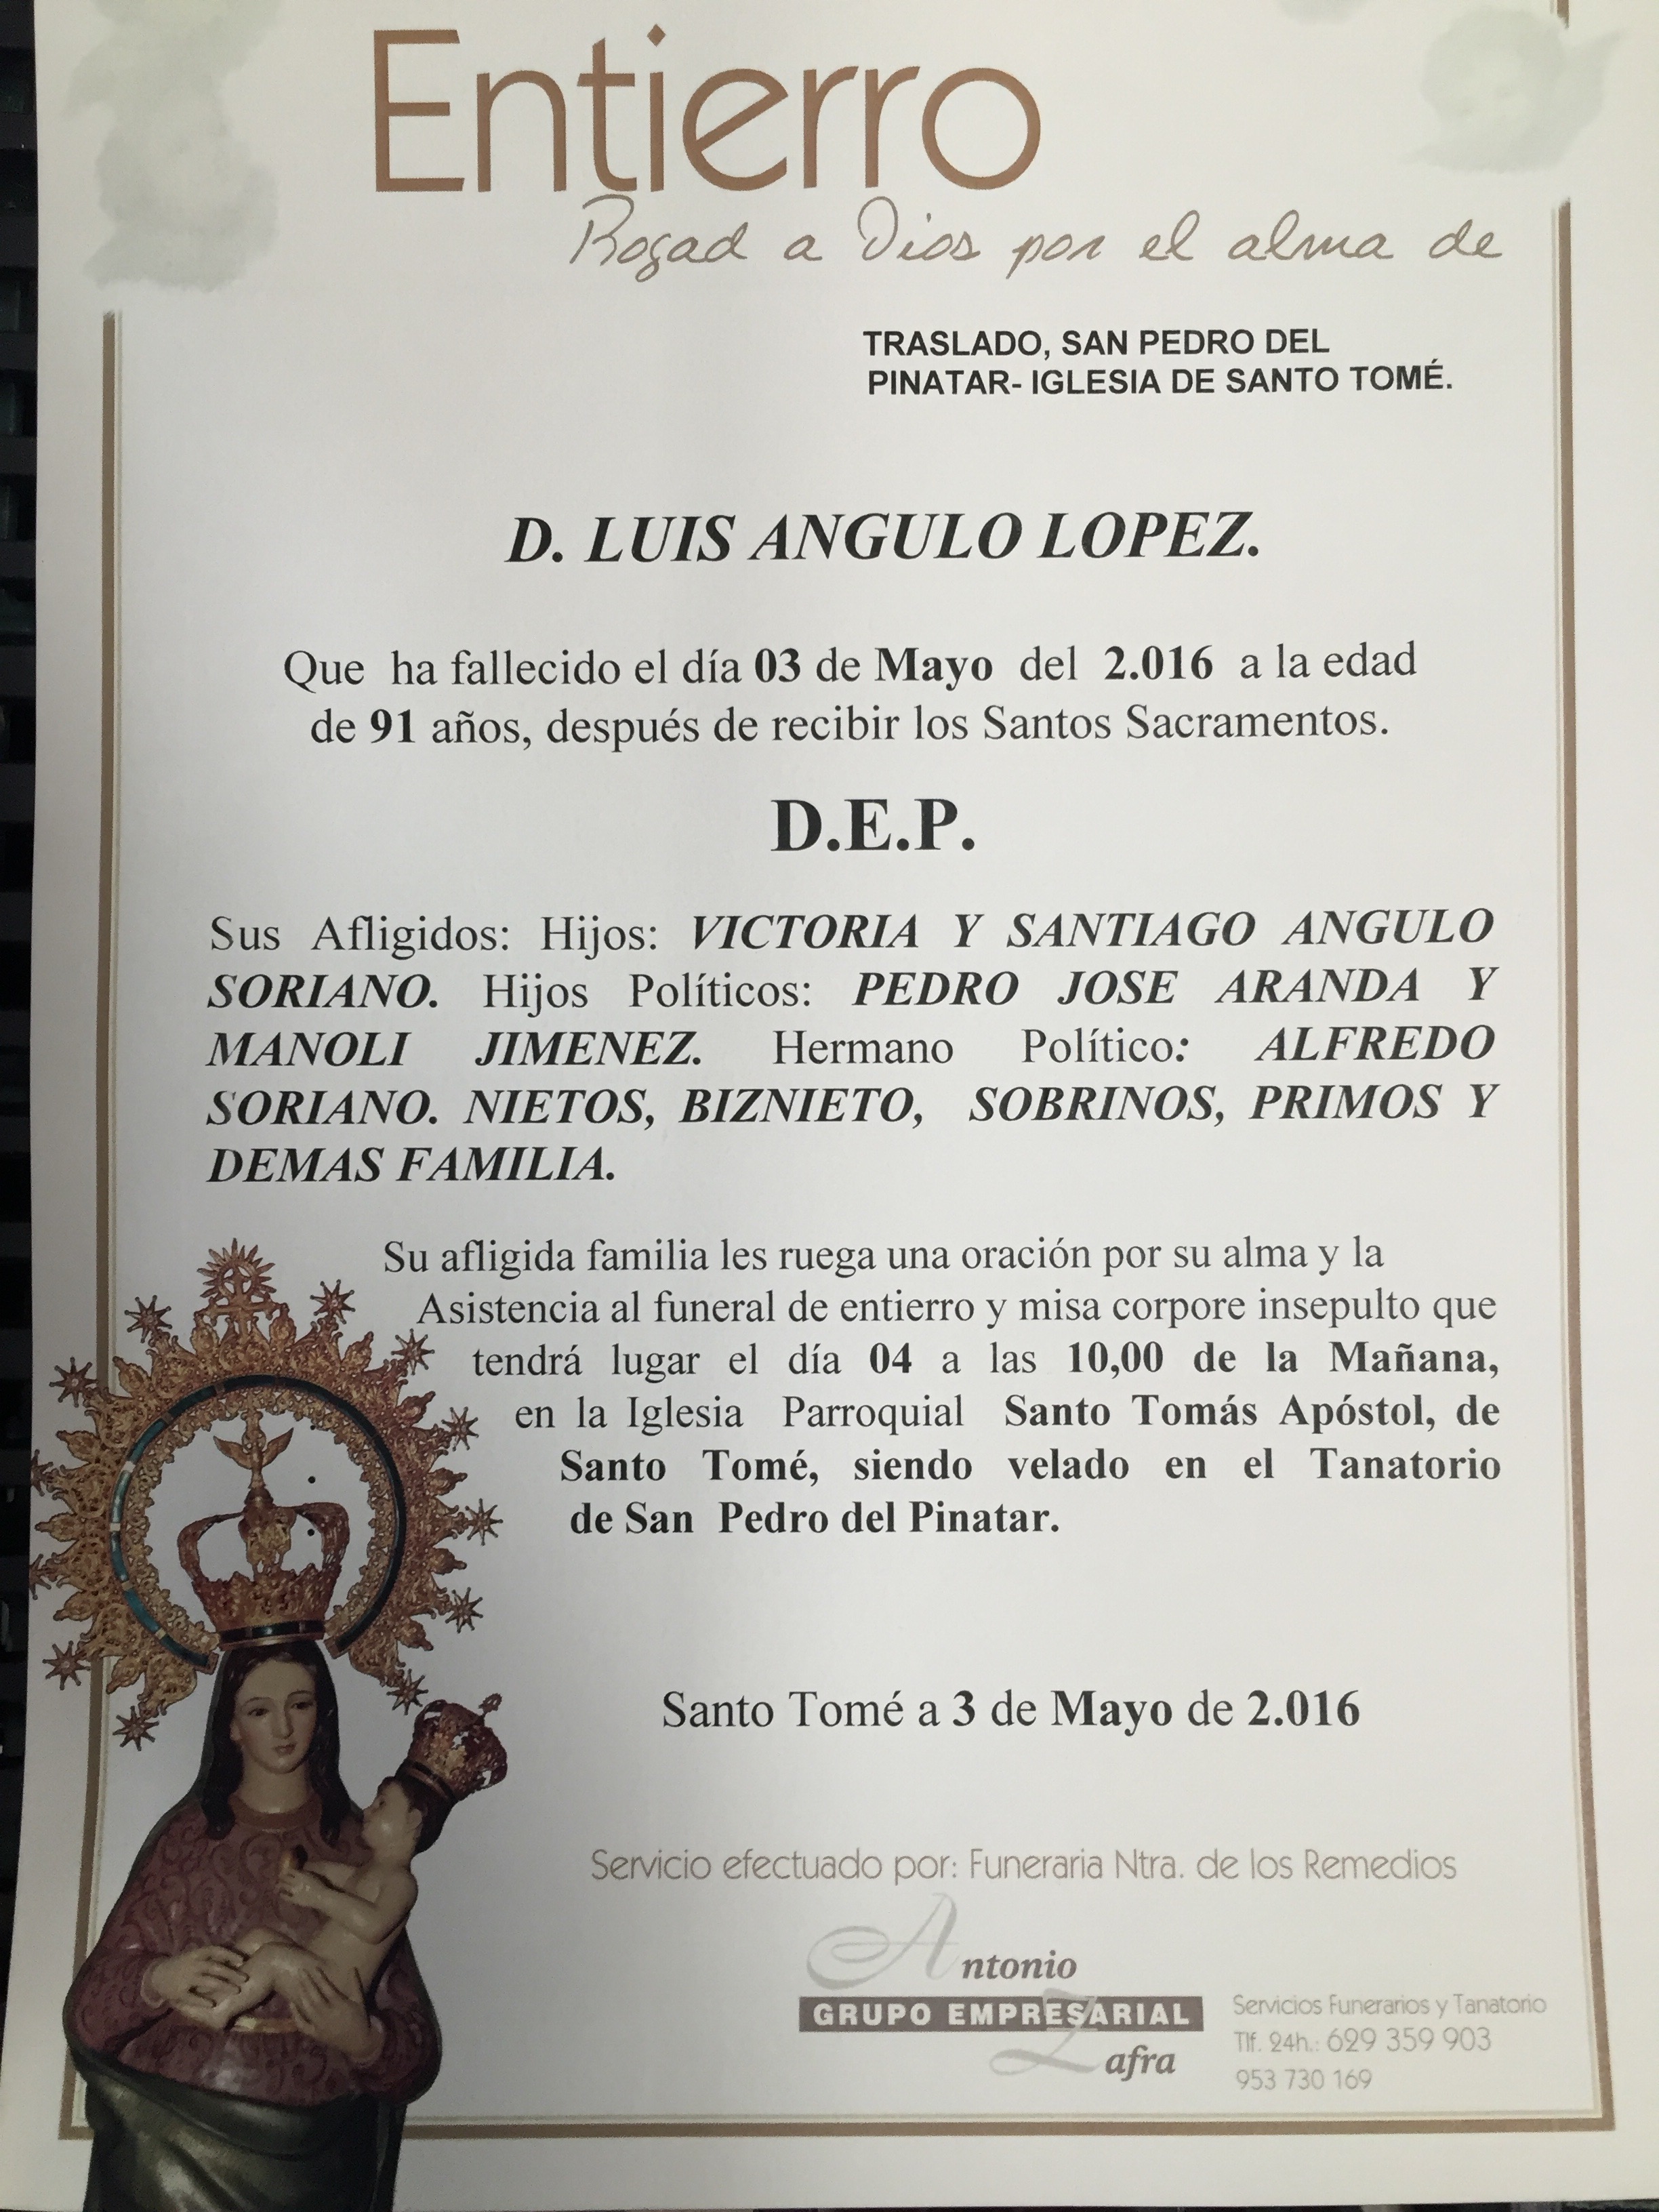 Entierro
Rogad a Dios por el alma de
TRASLADO, SAN PEDRO DEL
PINATAR- IGLESIA DE SANTO TOMÉ.
D. LUIS ANGULO LOPEZ.
Que ha fallecido el día 03 de Mayo del 2.016 a la edad
de 91 años, después de recibir los Santos Sacramentos.
D.E.P.
Sus Afligidos: Hijos: VICTORIA Y SANTIAGO ANGULO
SORIANO. Hijos Políticos: PEDRO JOSE ARANDA Y
MANOLI JIMENEZ. Hermano Político: ALFREDO
SORIANO. NIETOS, BIZNIETO, SOBRINOS, PRIMOS Y
DEMAS FAMILIA.
Su afligida familia les ruega una oración por su alma y la
Asistencia al funeral de entierro y misa corpore insepulto que
tendrá lugar el día 04 a las 10,00 de la Mañana,
en la Iglesia Parroquial Santo Tomás Apóstol, de
Santo Tomé, siendo velado en el Tanatorio
de San Pedro del Pinatar.
Santo Tomé a 3 de Mayo de 2.016
Servicio efectuado por: Funeraria Ntra. de los Remedios
Antonio
GRUPO EMPRESARIAL
Zafra
Servicios Funerarios y Tanatorio
Tlf. 24h.: 629 359 903
953 730 169